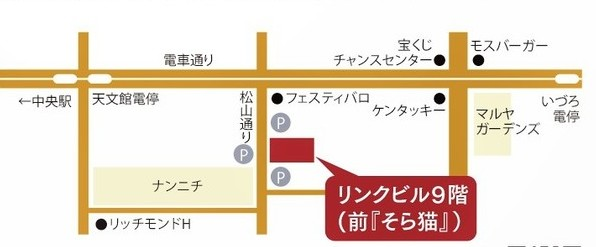 宝くじ
チャンスセンター
モスバーガー
電車通り
←中央駅
天文館電停
松山通り
フェスティバロ
ケンタッキー
いづろ
電停
マルヤ
ガーデンズ
P
P
P
ナンニチ
リンクビル9階
(前『そら猫』)
リッチモンドH